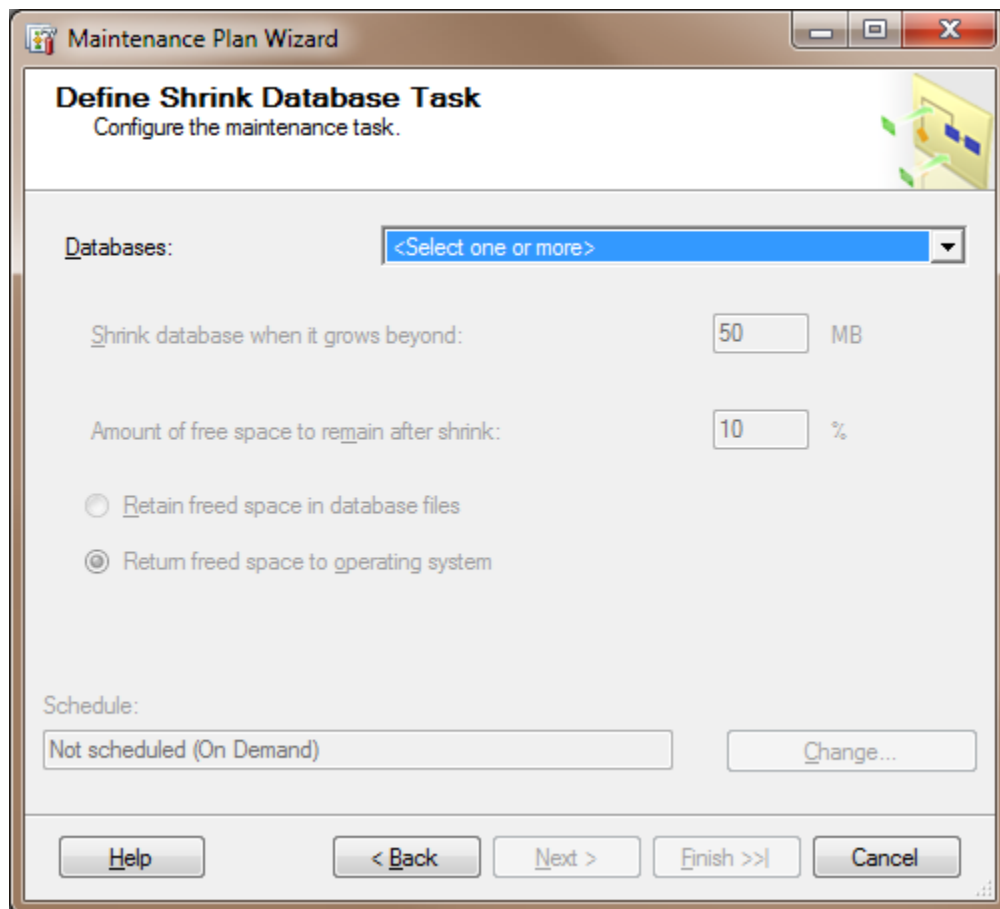 Maintenance Plan Wizard
Define Shrink Database Task
Configure the maintenance task.
Databases: <Select one or more>
Shrink database when it grows beyond: 50 MB
Amount of free space to remain after shrink: 10 %
Retain freed space in database files
Return freed space to operating system
Schedule:
Not scheduled (On Demand) Change...
Help < Back Next > Finish >>| Cancel